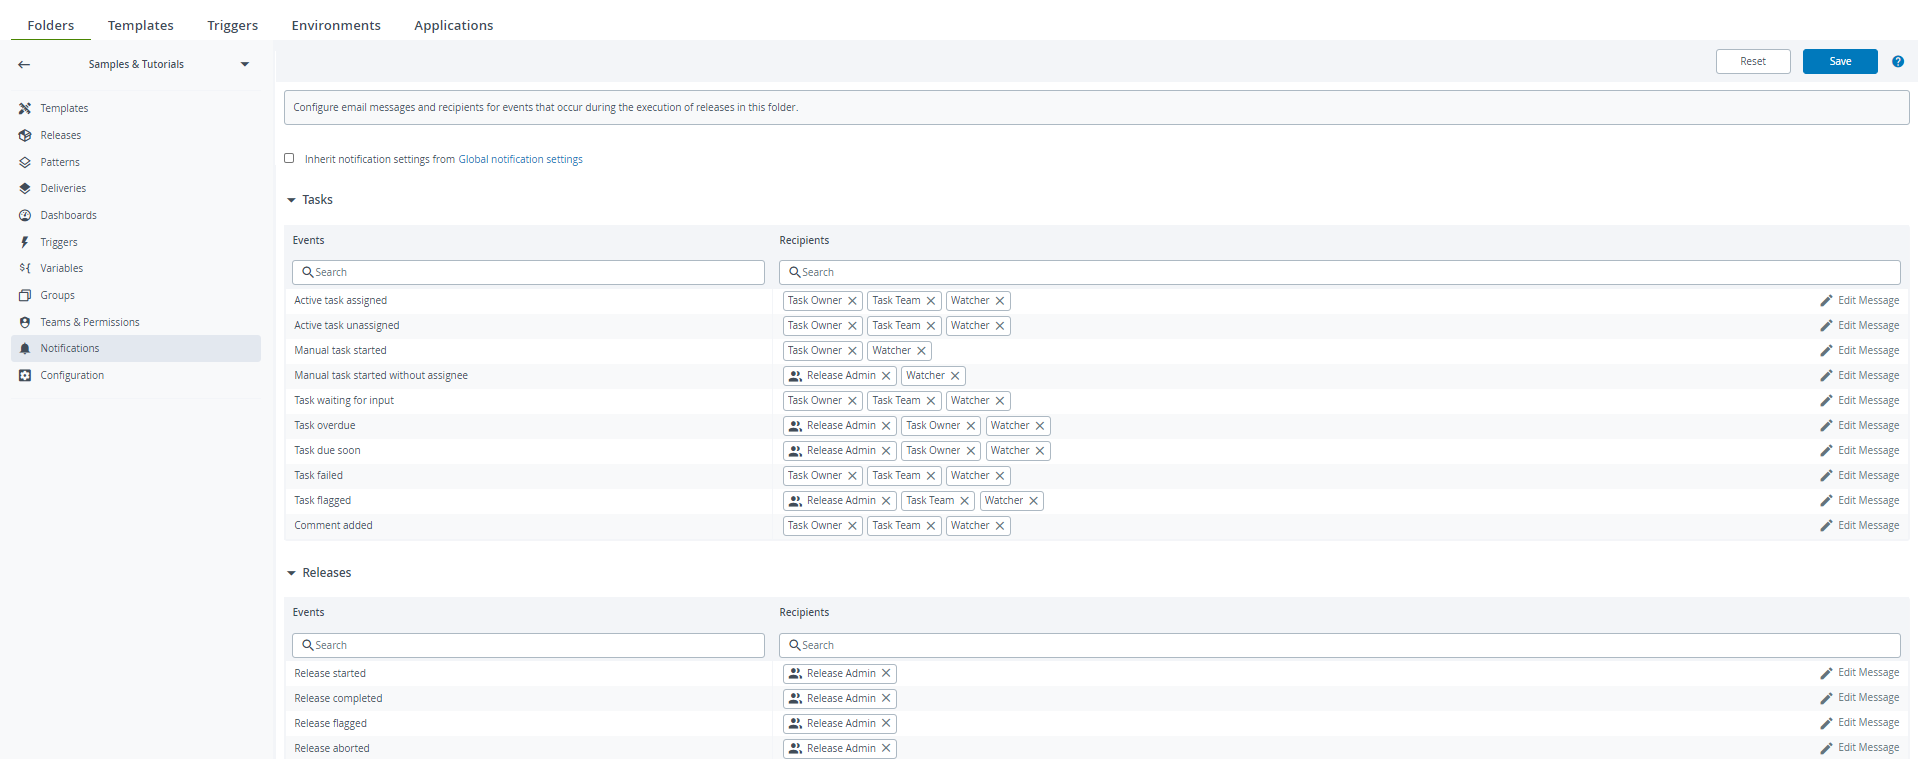 Folders Templates Triggers Environments Applications
Samples & Tutorials
Reset Save ?
Templates
Releases
Patterns
Deliveries
Dashboards
Triggers
Variables
Groups
Teams & Permissions
Notifications
Configuration
Configure email messages and recipients for events that occur during the execution of releases in this folder.
Inherit notification settings from Global notification settings
Tasks
Events Recipients
Search Search
Active task assigned Task Owner Task Team Watcher Edit Message
Active task unassigned Task Owner Task Team Watcher Edit Message
Manual task started Task Owner Watcher Edit Message
Manual task started without assignee Release Admin Watcher Edit Message
Task waiting for input Task Owner Task Team Watcher Edit Message
Task overdue Release Admin Task Owner Watcher Edit Message
Task due soon Release Admin Task Owner Watcher Edit Message
Task failed Task Owner Task Team Watcher Edit Message
Task flagged Release Admin Task Team Watcher Edit Message
Comment added Task Owner Task Team Watcher Edit Message
Releases
Events Recipients
Search Search
Release started Release Admin Edit Message
Release completed Release Admin Edit Message
Release flagged Release Admin Edit Message
Release aborted Release Admin Edit Message